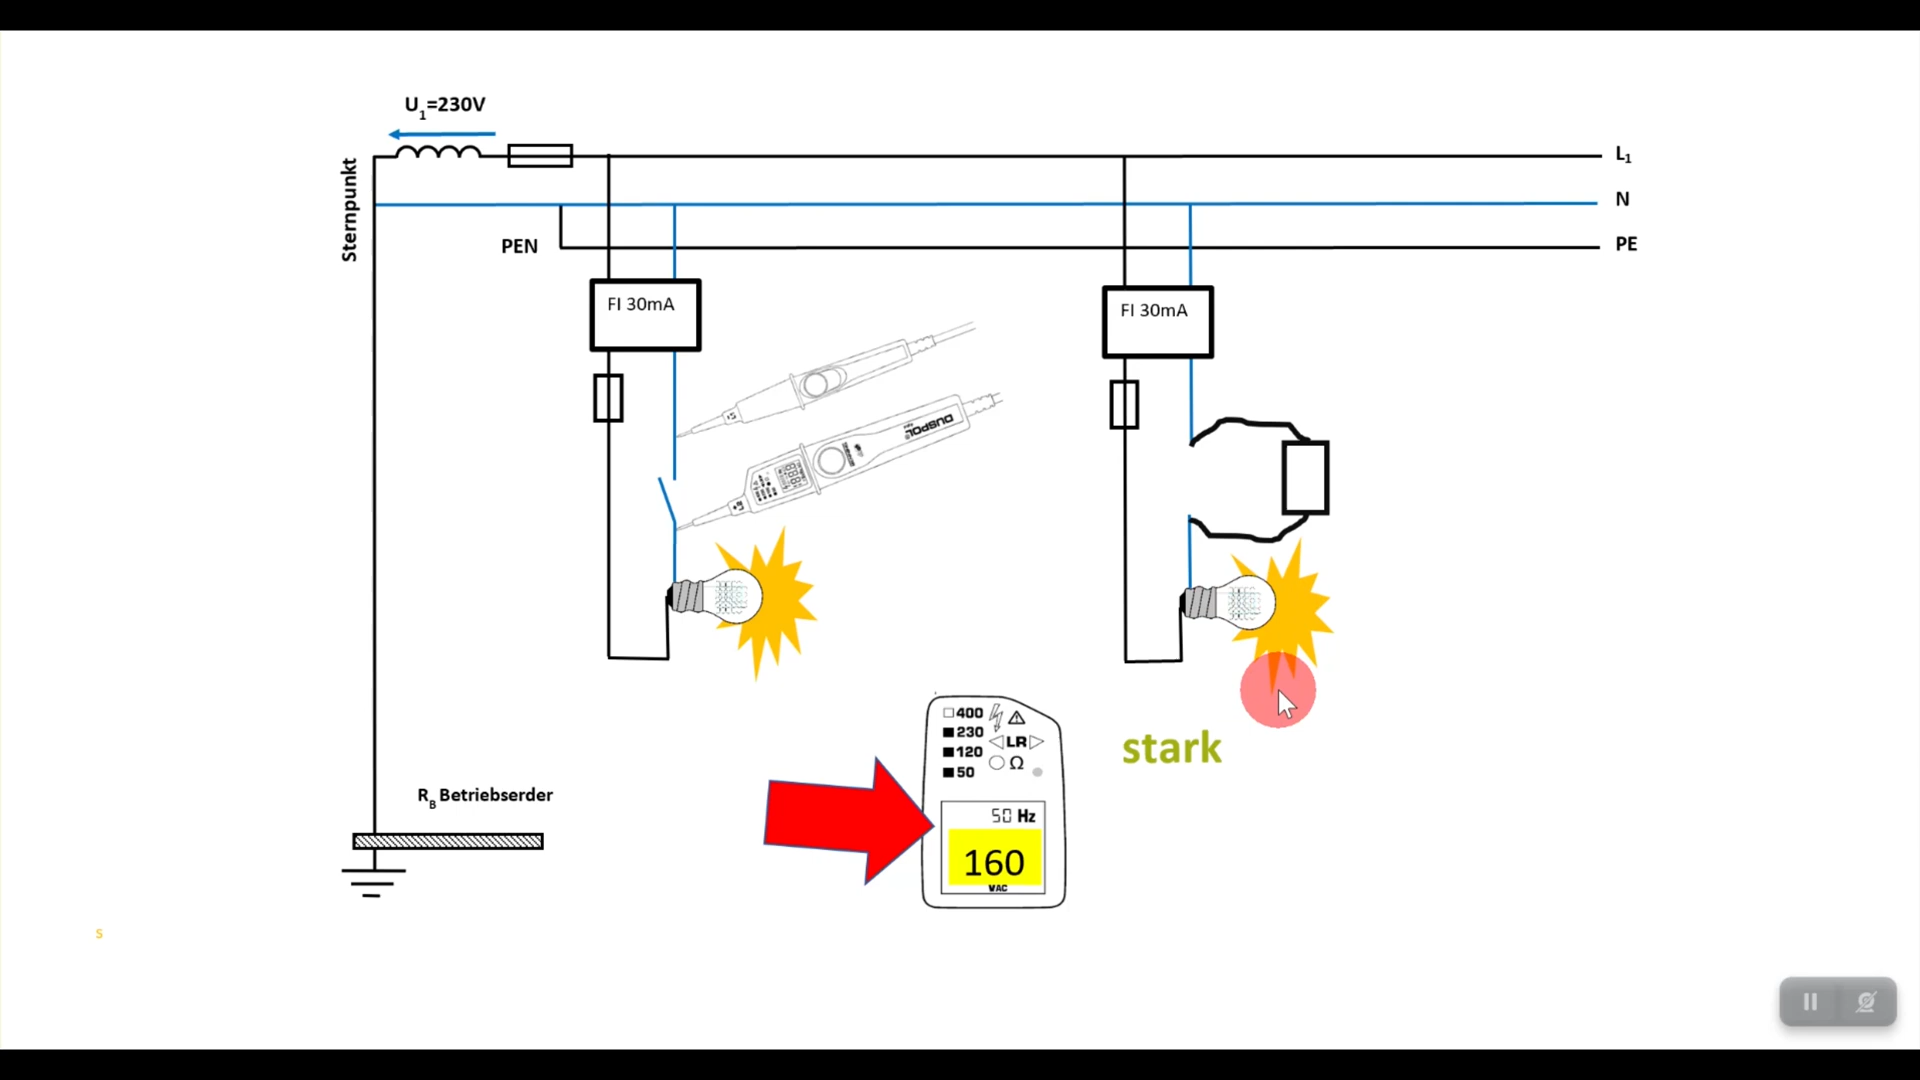 U1=230V
Sternpunkt
L1
N
PEN
PE
FI 30mA
FI 30mA
DUSPOL
400
230
120
50
LR
Ω
stark
RB Betriebserder
50 Hz
160
VAC
S